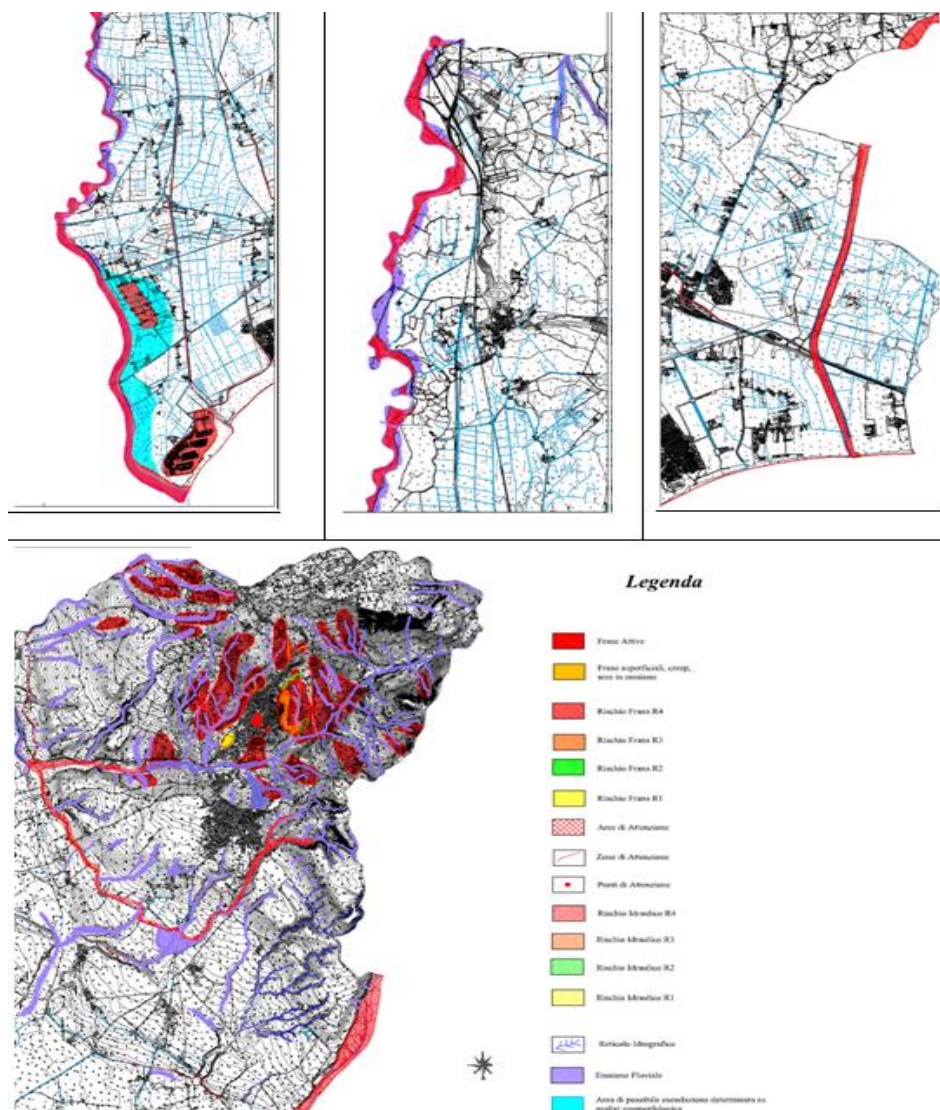 Legenda
Frane Attive
Frane superficiali, creep,
aree in erosione
Rischio Frana R4
Rischio Frana R3
Rischio Frana R2
Rischio Frana R1
Aree di Attenzione
Zone di Attenzione
Punti di Attenzione
Rischio Idraulico R4
Rischio Idraulico R3
Rischio Idraulico R2
Rischio Idraulico R1
Reticolo Idrografico
Erosione Fluviale
Area di possibile esondazione determinata su
analisi geomorfologica